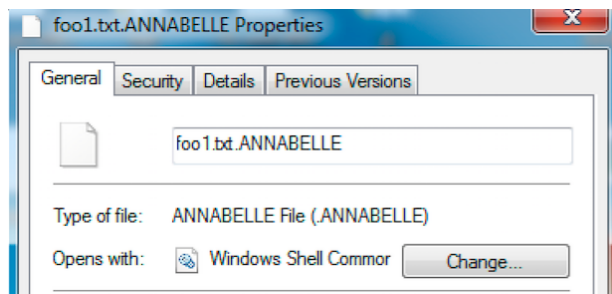 foo1.txt.ANNABELLE Properties
General Security Details Previous Versions
foo1.txt.ANNABELLE
Type of file: ANNABELLE File (.ANNABELLE)
Opens with: Windows Shell Commor Change...